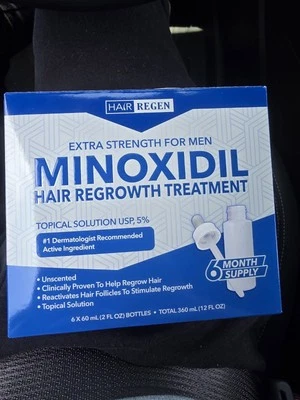 HAIR REGEN
EXTRA STRENGTH FOR MEN
MINOXIDIL
HAIR REGROWTH TREATMENT
TOPICAL SOLUTION USP, 5%
#1 Dermatologist Recommended
Active Ingredient
• Unscented
• Clinically Proven To Help Regrow Hair
• Reactivates Hair Follicles To Stimulate Regrowth
• Topical Solution
6 MONTH
SUPPLY
6 X 60 mL (2 FL OZ) BOTTLES • TOTAL 360 mL (12 FL OZ)